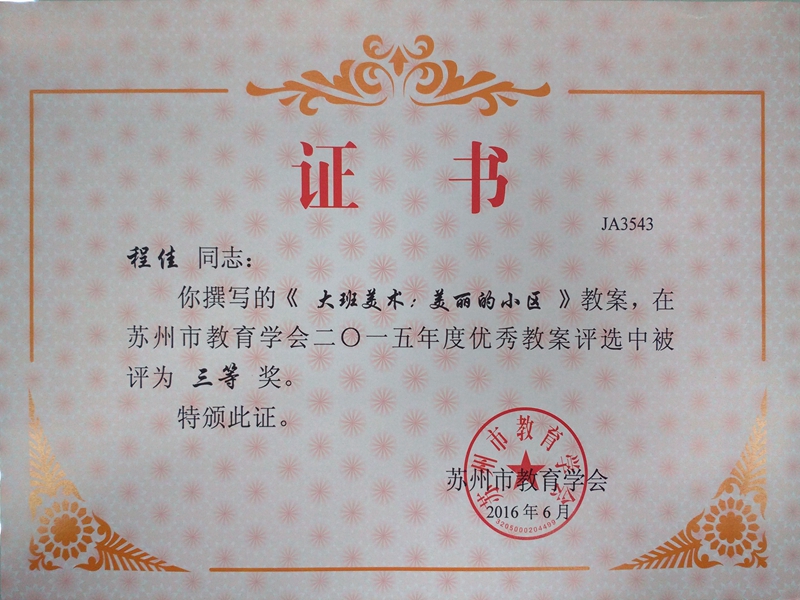 证 书
JA3543
程佳 同志：
你撰写的《 大班美术：美丽的小区 》教案，在
苏州市教育学会二〇一五年度优秀教案评选中被
评为 三等 奖。
特颁此证。
苏州市教育学会
苏州市教育学会
2016年6月
3205000204499